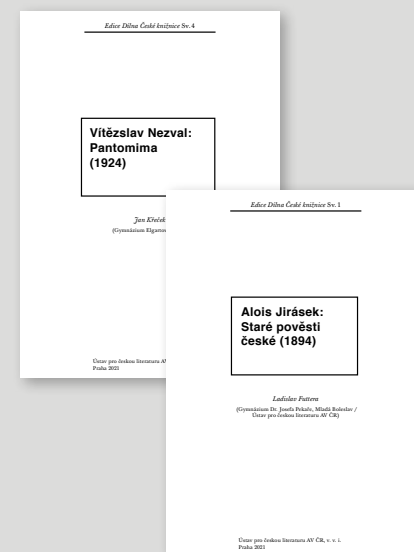 Edice Dílna České knižnice Sv. 4
Vítězslav Nezval:
Pantomima
(1924)
Jan Křeček
(Gymnázium
Ústav pro českou literaturu AV
Praha 2021
Edice Dílna České knižnice Sv. 1
Alois Jirásek:
Staré pověsti
české (1894)
Ladislav Futtera
(Gymnázium Dr. Josefa Pekaře, Mladá Boleslav /
Ústav pro českou literaturu AV ČR)
Ústav pro českou literaturu AV ČR, v. v. i.
Praha 2021